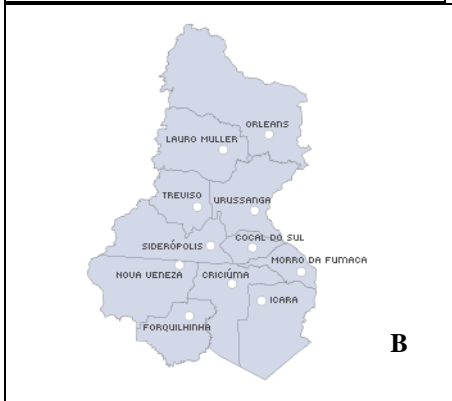 ORLEANS
LAURO MULLER
TREVISO
URUSSANGA
COCAL DO SUL
SIDERÓPOLIS
MORRO DA FUMACA
NOVA VENEZA
CRICIÚMA
ICARA
FORQUILHINHA
B